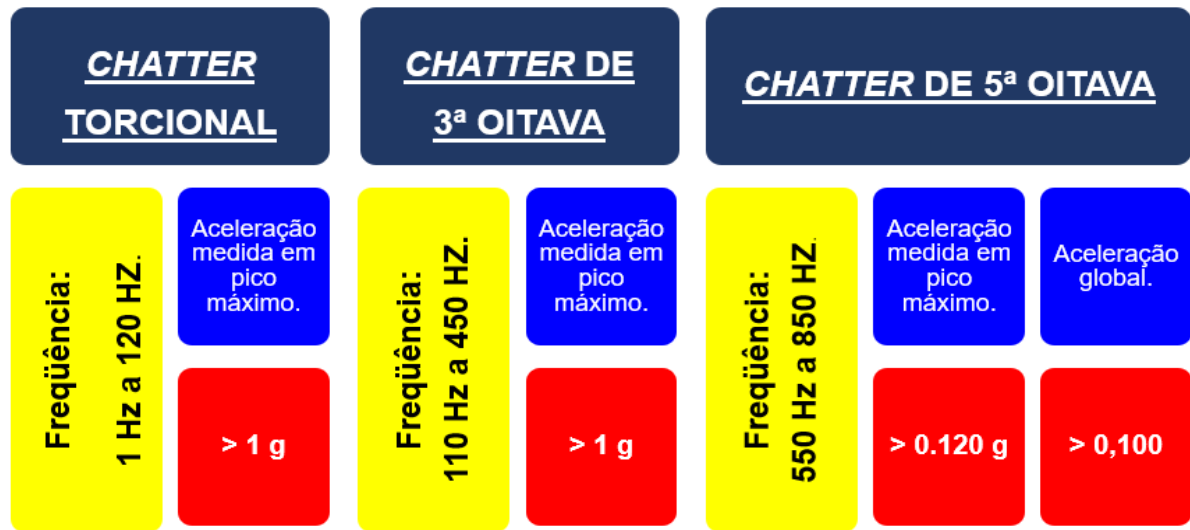 CHATTER
TORCIONAL
CHATTER DE
3ª OITAVA
CHATTER DE 5ª OITAVA
Freqüência:
1 Hz a 120 HZ.
Aceleração
medida em
pico
máximo.
> 1 g
Freqüência:
110 Hz a 450 HZ.
Aceleração
medida em
pico
máximo.
> 1 g
Freqüência:
550 Hz a 850 HZ.
Aceleração
medida em
pico
máximo.
> 0.120 g
Aceleração
global.
> 0,100